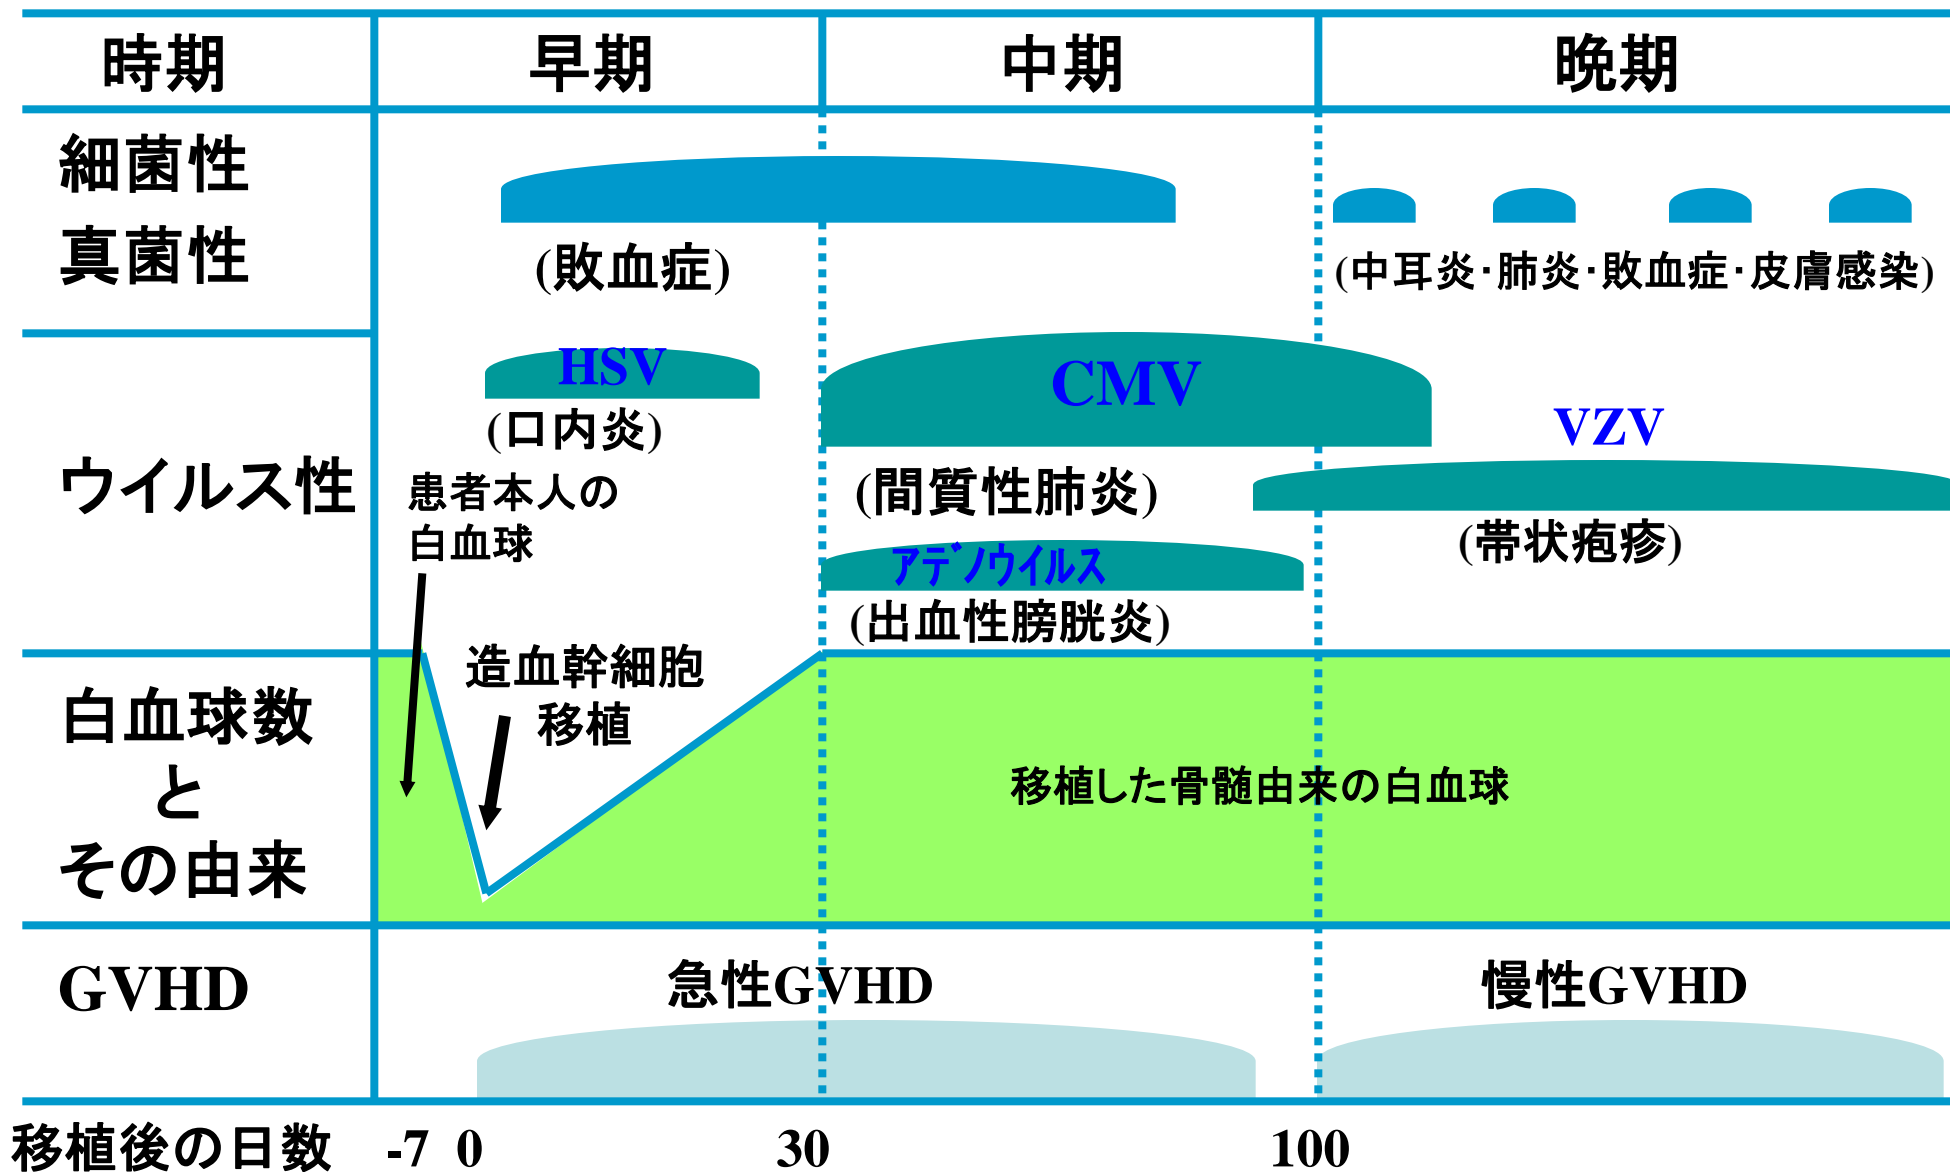 時期 早期 中期 晩期
細菌性
真菌性
(敗血症)
(中耳炎･肺炎･敗血症･皮膚感染)
ウイルス性
HSV
(口内炎)
CMV
(間質性肺炎)
VZV
(帯状疱疹)
ｱﾃﾞﾉｳｲﾙｽ
(出血性膀胱炎)
患者本人の
白血球
造血幹細胞
移植
白血球数
と
その由来
移植した骨髄由来の白血球
GVHD
急性GVHD
慢性GVHD
移植後の日数 -7 0 30 100